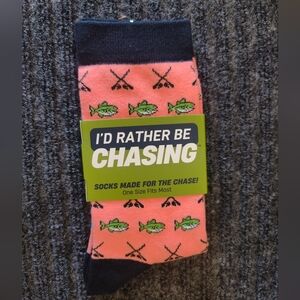 I'D RATHER BE
CHASING
SOCKS MADE FOR THE CHASE!
One Size Fits Most